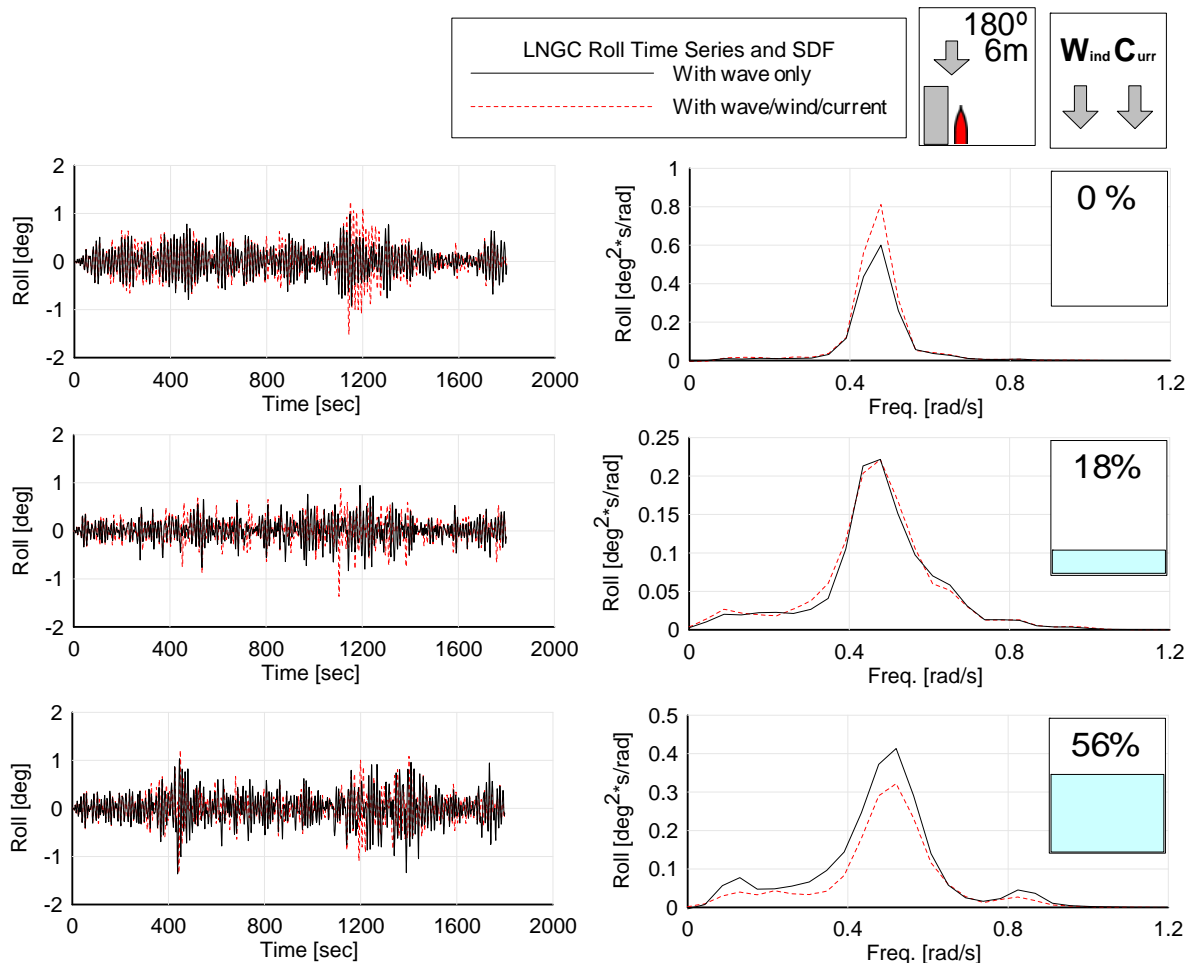 LNGC Roll Time Series and SDF
With wave only
With wave/wind/current
180º
6m
Wind Curr
2
1
0
-1
-2
Roll [deg]
0 400 800 1200 1600 2000
Time [sec]
1
0.8
0.6
0.4
0.2
0
Roll [deg2*s/rad]
0 %
0 0.4 0.8 1.2
Freq. [rad/s]
2
1
0
-1
-2
Roll [deg]
0 400 800 1200 1600 2000
Time [sec]
0.25
0.2
0.15
0.1
0.05
0
Roll [deg2*s/rad]
18%
0 0.4 0.8 1.2
Freq. [rad/s]
2
1
0
-1
-2
Roll [deg]
0 400 800 1200 1600 2000
Time [sec]
0.5
0.4
0.3
0.2
0.1
0
Roll [deg2*s/rad]
56%
0 0.4 0.8 1.2
Freq. [rad/s]